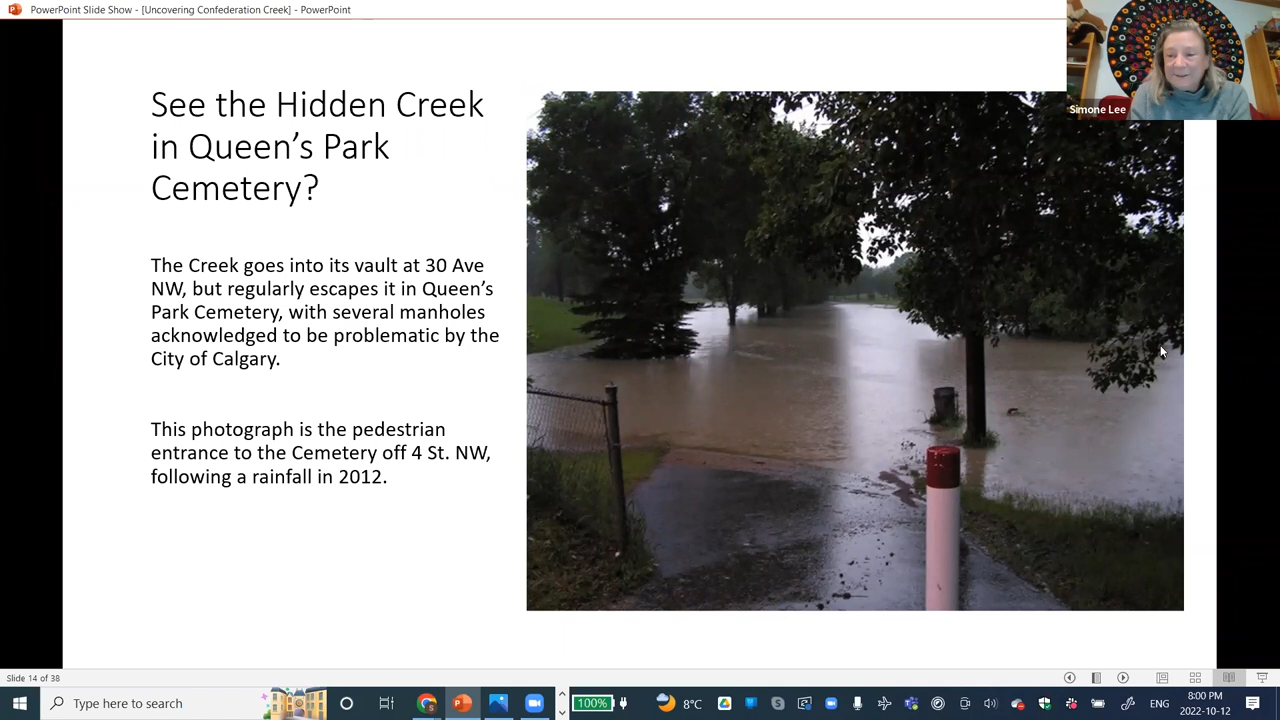 PowerPoint Slide Show - [Uncovering Confederation Creek] - PowerPoint
Simone Lee
See the Hidden Creek
in Queen’s Park
Cemetery?
The Creek goes into its vault at 30 Ave
NW, but regularly escapes it in Queen’s
Park Cemetery, with several manholes
acknowledged to be problematic by the
City of Calgary.
This photograph is the pedestrian
entrance to the Cemetery off 4 St. NW,
following a rainfall in 2012.
Slide 14 of 38
Type here to search
100%
8°C
ENG
8:00 PM
2022-10-12